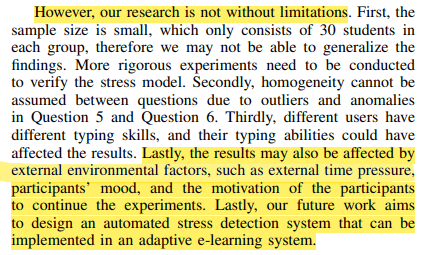 However, our research is not without limitations. First, the
sample size is small, which only consists of 30 students in
each group, therefore we may not be able to generalize the
findings. More rigorous experiments need to be conducted
to verify the stress model. Secondly, homogeneity cannot be
assumed between questions due to outliers and anomalies
in Question 5 and Question 6. Thirdly, different users have
different typing skills, and their typing abilities could have
affected the results. Lastly, the results may also be affected by
external environmental factors, such as external time pressure,
participants' mood, and the motivation of the participants
to continue the experiments. Lastly, our future work aims
to design an automated stress detection system that can be
implemented in an adaptive e-learning system.